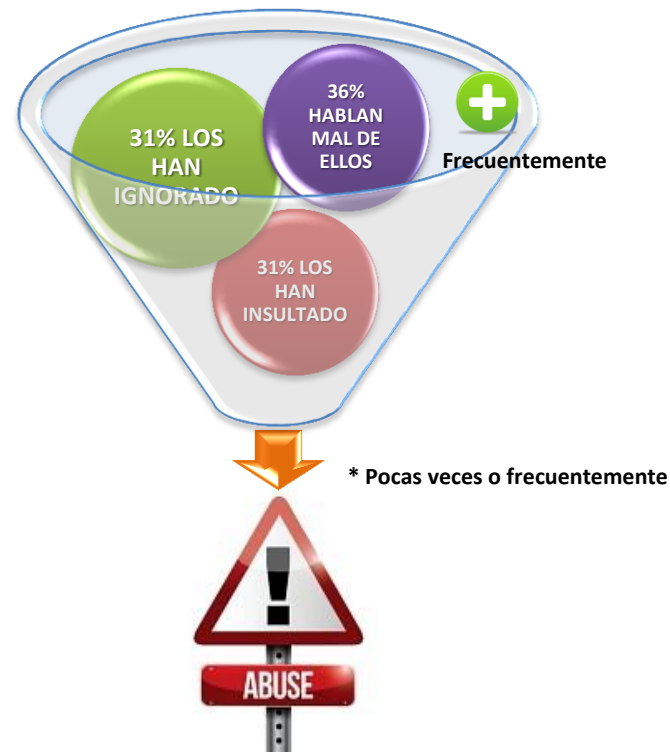 31% LOS
HAN
IGNORADO
36%
HABLAN
MAL DE
ELLOS
Frecuentemente
31% LOS
HAN
INSULTADO
* Pocas veces o frecuentemente
ABUSE